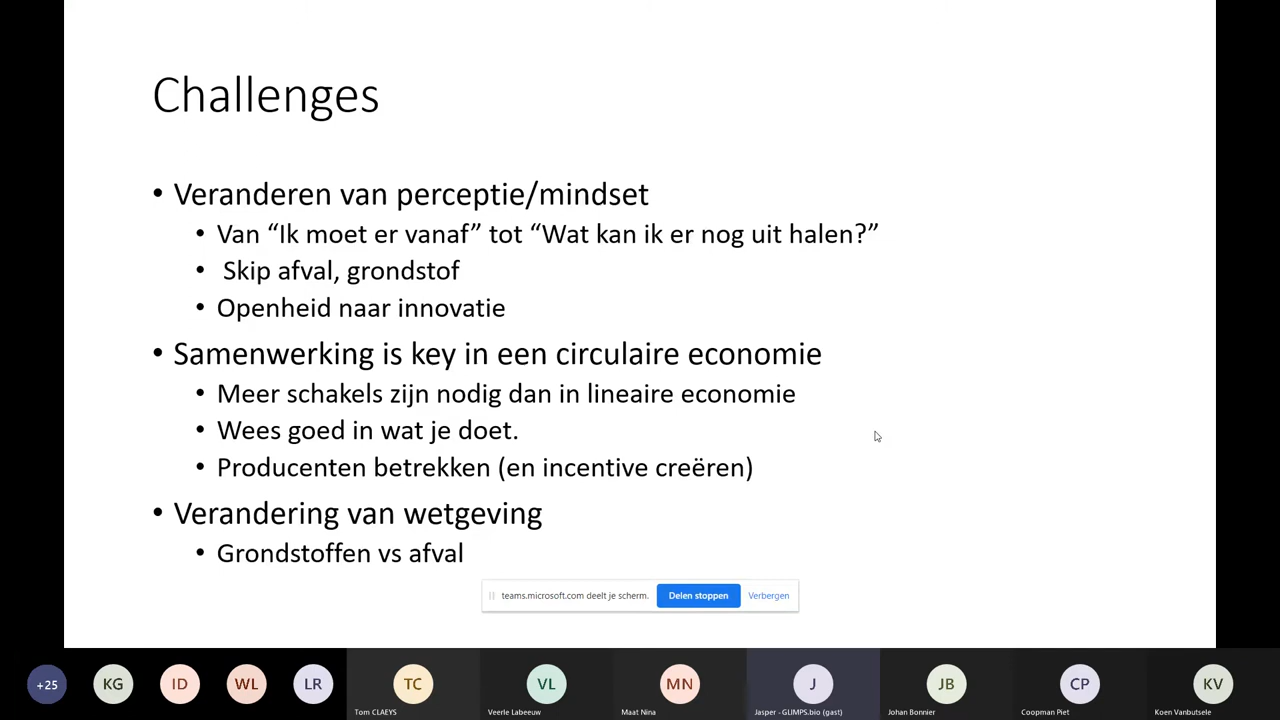 Challenges
• Veranderen van perceptie/mindset
• Van “Ik moet er vanaf” tot “Wat kan ik er nog uit halen?”
• Skip afval, grondstof
• Openheid naar innovatie
• Samenwerking is key in een circulaire economie
• Meer schakels zijn nodig dan in lineaire economie
• Wees goed in wat je doet.
• Producenten betrekken (en incentive creëren)
• Verandering van wetgeving
• Grondstoffen vs afval
teams.microsoft.com deelt je scherm. Delen stoppen Verbergen
+25 KG ID WL LR TC VL MN J JB CP KV
Tom CLAEYS Veerle Labeeuw Maat Nina Jasper - GLIMPS.bio (gast) Johan Bonnier Coopman Piet Koen Vanbutsele